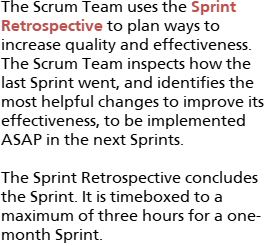 The Scrum Team uses the Sprint
Retrospective to plan ways to
increase quality and effectiveness.
The Scrum Team inspects how the
last Sprint went, and identifies the
most helpful changes to improve its
effectiveness, to be implemented
ASAP in the next Sprints.
The Sprint Retrospective concludes
the Sprint. It is timeboxed to a
maximum of three hours for a one-
month Sprint.